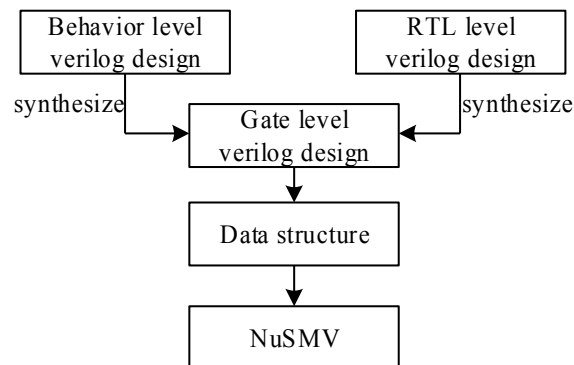 Behavior level
verilog design
RTL level
verilog design
synthesize
synthesize
Gate level
verilog design
Data structure
NuSMV